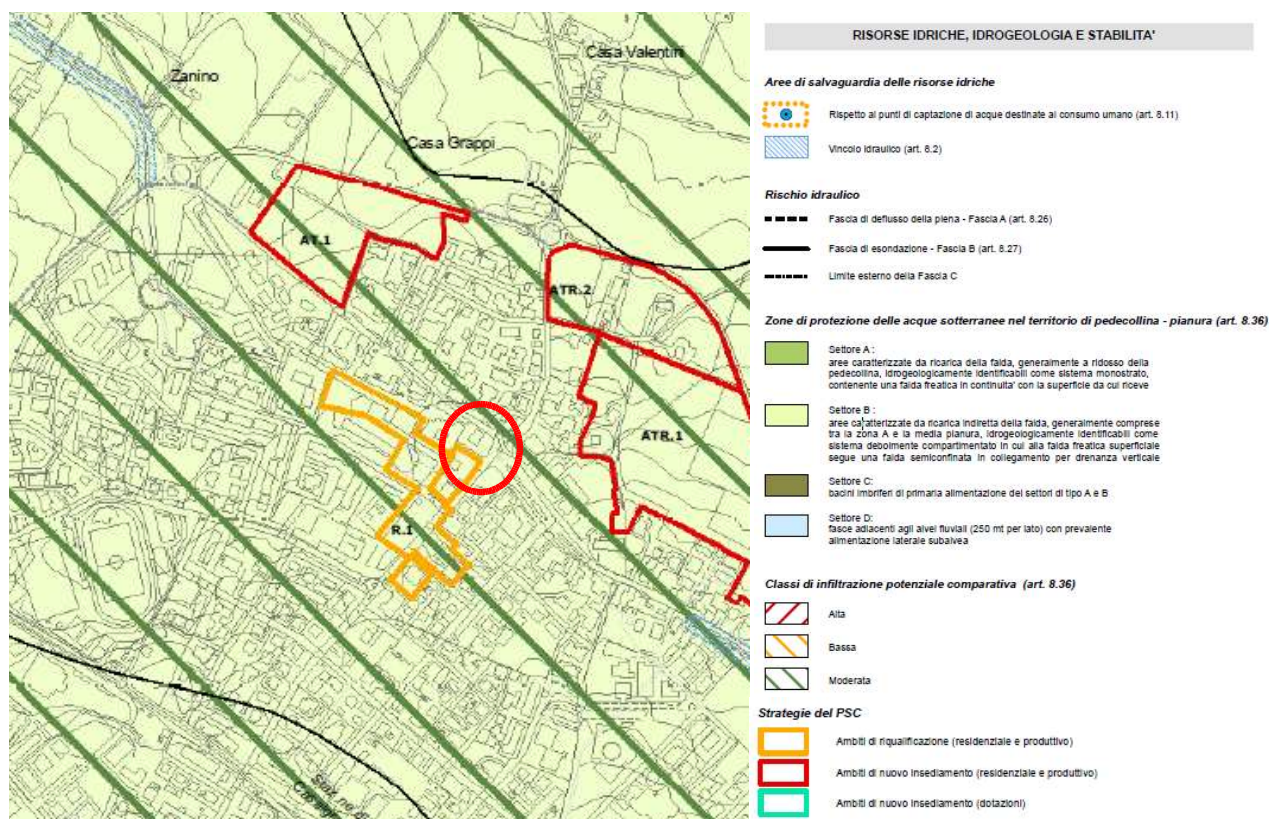 Casa Valentini
Zanino
Casa Grappi
AT.1
ATR.2
ATR.1
R.1
RISORSE IDRICHE, IDROGEOLOGIA E STABILITA'
Aree di salvaguardia delle risorse idriche
Rispetto ai punti di captazione di acque destinate al consumo umano (art. 8.11)
Vincolo idraulico (art. 8.2)
Rischio idraulico
Fascia di deflusso della piena - Fascia A (art. 8.26)
Fascia di esondazione - Fascia B (art. 8.27)
Limite esterno della Fascia C
Zone di protezione delle acque sotterranee nel territorio di pedecollina - pianura (art. 8.36)
Settore A :
aree caratterizzate da ricarica della falda, generalmente a ridosso della
pedecollina, idrogeologicamente identificabili come sistema monostrato,
contenente una falda freatica in continuita' con la superficie da cui riceve
Settore B :
aree caratterizzate da ricarica indiretta della falda, generalmente comprese
tra la zona A e la media pianura, idrogeologicamente identificabili come
sistema debolmente compartimentato in cui alla falda freatica superficiale
segue una falda semiconfinata in collegamento per drenanza verticale
Settore C:
bacini imbriferi di primaria alimentazione dei settori di tipo A e B
Settore D:
fasce adiacenti agli alvei fluviali (250 mt per lato) con prevalente
alimentazione laterale subalvea
Classi di infiltrazione potenziale comparativa (art. 8.36)
Alta
Bassa
Moderata
Strategie del PSC
Ambiti di riqualificazione (residenziale e produttivo)
Ambiti di nuovo insediamento (residenziale e produttivo)
Ambiti di nuovo insediamento (dotazioni)